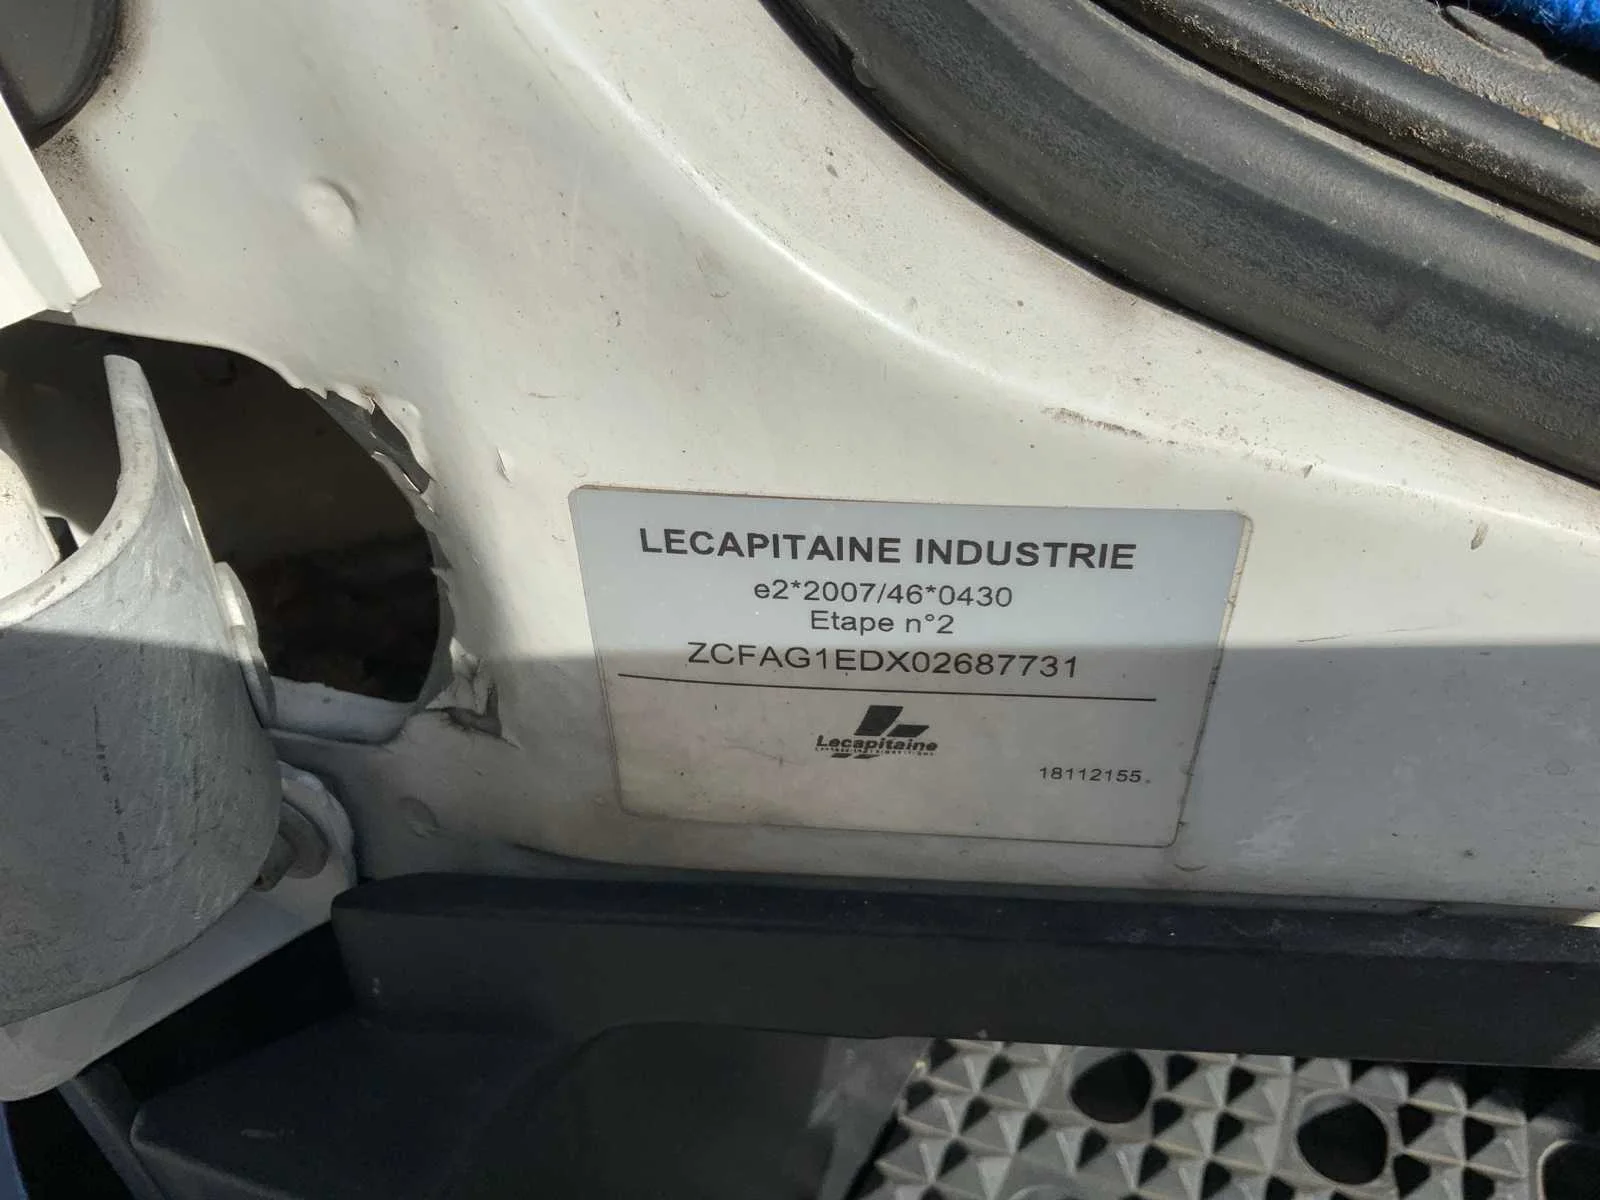 LECAPITAINE INDUSTRIE
e2*2007/46*0430
Etape n°2
ZCFAG1EDX02687731
Lecapitaine
18112155